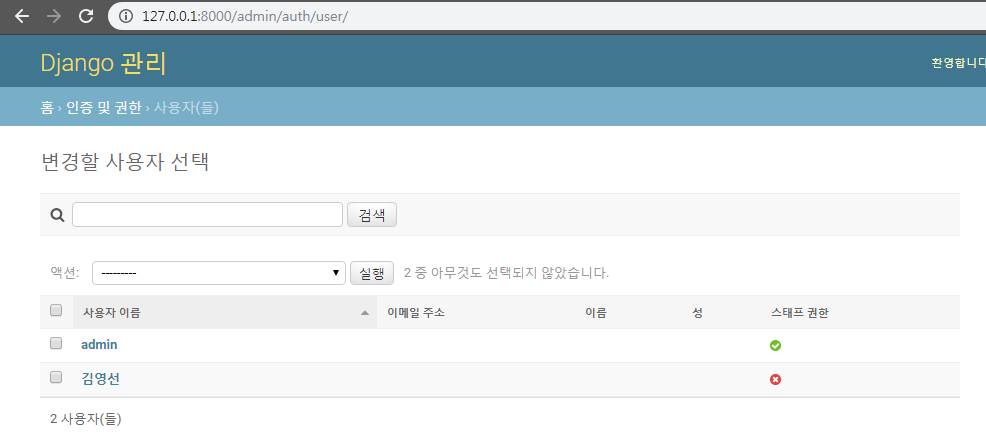 127.0.0.1:8000/admin/auth/user/
Django 관리
환영합니다
홈 › 인증 및 권한 › 사용자(들)
변경할 사용자 선택
검색
액션: --------- 실행 2 중 아무것도 선택되지 않았습니다.
사용자 이름 이메일 주소 이름 성 스태프 권한
admin
김영선
2 사용자(들)